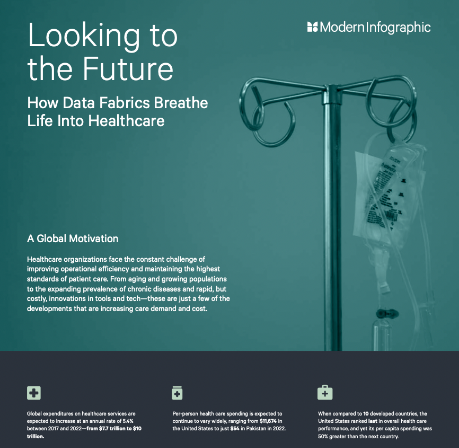 Looking to
the Future
ModernInfographic
How Data Fabrics Breathe
Life Into Healthcare
A Global Motivation
Healthcare organizations face the constant challenge of
improving operational efficiency and maintaining the highest
standards of patient care. From aging and growing populations
to the expanding prevalence of chronic diseases and rapid, but
costly, innovations in tools and tech—these are just a few of the
developments that are increasing care demand and cost.
Global expenditures on healthcare services are
expected to increase at an annual rate of 5.4%
between 2017 and 2022—from $7.7 trillion to $10
trillion.
Per-person health care spending is expected to
continue to vary widely, ranging from $11,674 in
the United States to just $54 in Pakistan in 2022.
When compared to 10 developed countries, the
United States ranked last in overall health care
performance, and yet its per capita spending was
50% greater than the next country.